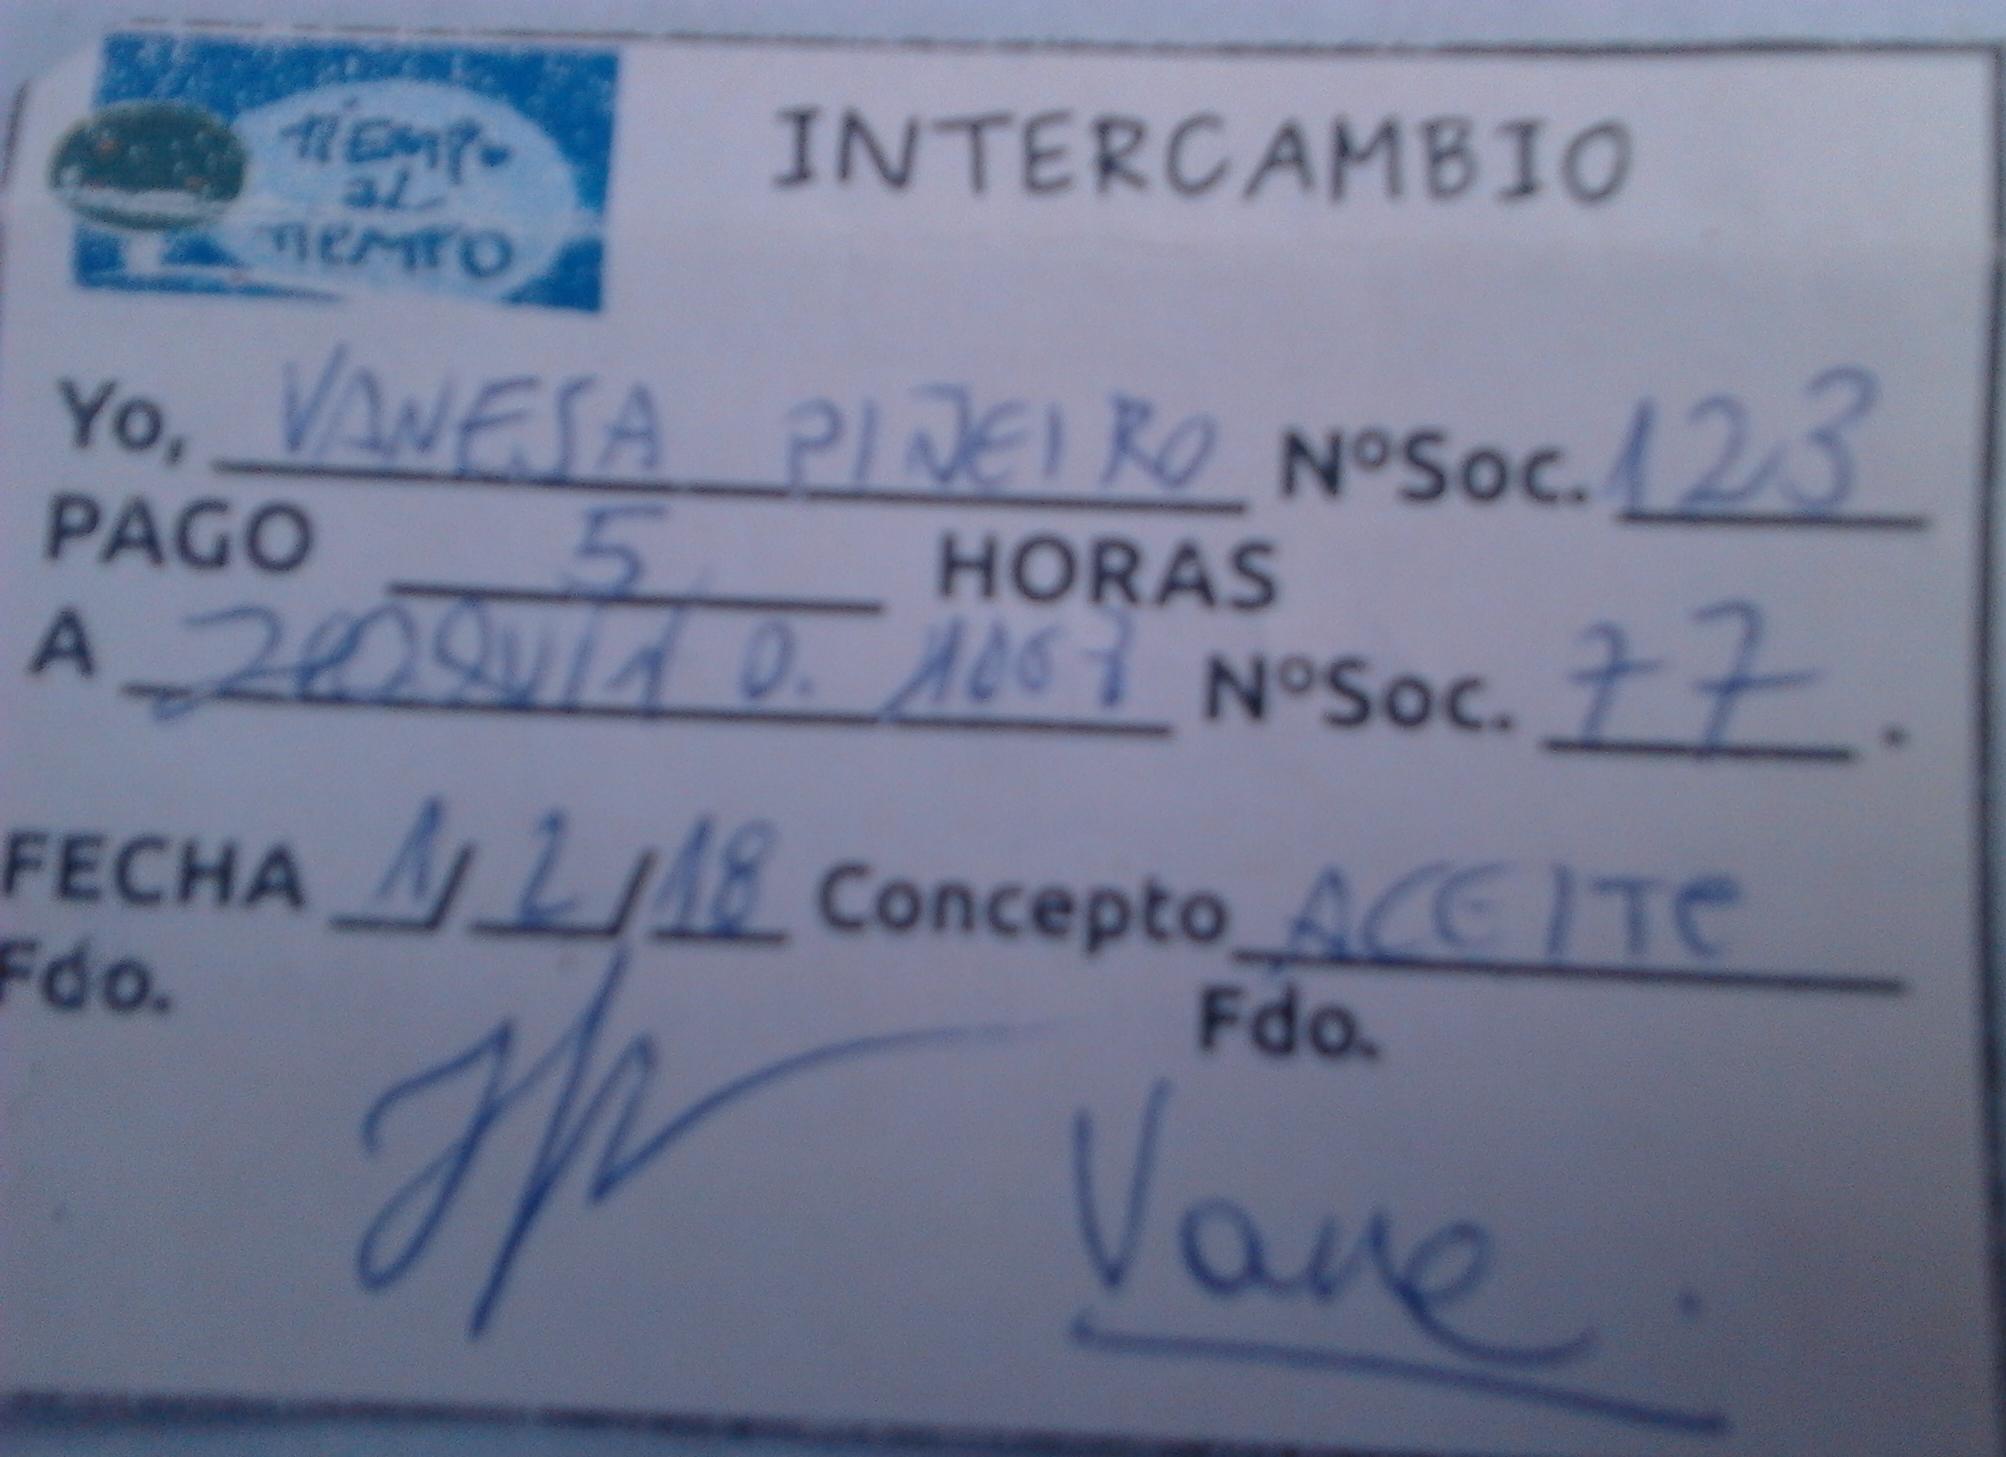 TIEMPO
AL
TIEMPO
INTERCAMBIO
Yo, VANESA PIÑEIRO NºSoc. 123
PAGO 5 HORAS
A NºSoc. 77.
FECHA 1/2/18 Concepto ACEITe
Fdo. Fdo.
Vane